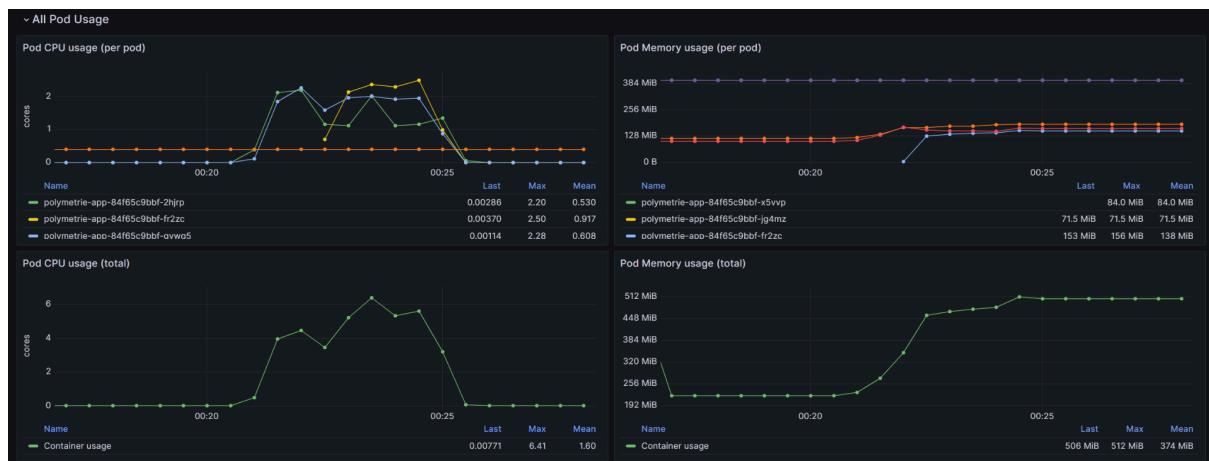 All Pod Usage
Pod CPU usage (per pod)
cores
2
1
0
00:20
00:25
Name Last Max Mean
polymetrie-app-84f65c9bbf-2hjrp 0.00286 2.20 0.530
polymetrie-app-84f65c9bbf-fr2zc 0.00370 2.50 0.917
polymetrie-app-84f65c9bbf-qvwq5 0.00114 2.28 0.608
Pod Memory usage (per pod)
384 MiB
256 MiB
128 MiB
0 B
00:20
00:25
Name Last Max Mean
polymetrie-app-84f65c9bbf-x5vvp 84.0 MiB 84.0 MiB
polymetrie-app-84f65c9bbf-jg4mz 71.5 MiB 71.5 MiB 71.5 MiB
polymetrie-app-84f65c9bbf-fr2zc 153 MiB 156 MiB 138 MiB
Pod CPU usage (total)
cores
6
4
2
0
00:20
00:25
Name Last Max Mean
Container usage 0.00771 6.41 1.60
Pod Memory usage (total)
512 MiB
448 MiB
384 MiB
320 MiB
256 MiB
192 MiB
00:20
00:25
Name Last Max Mean
Container usage 506 MiB 512 MiB 374 MiB